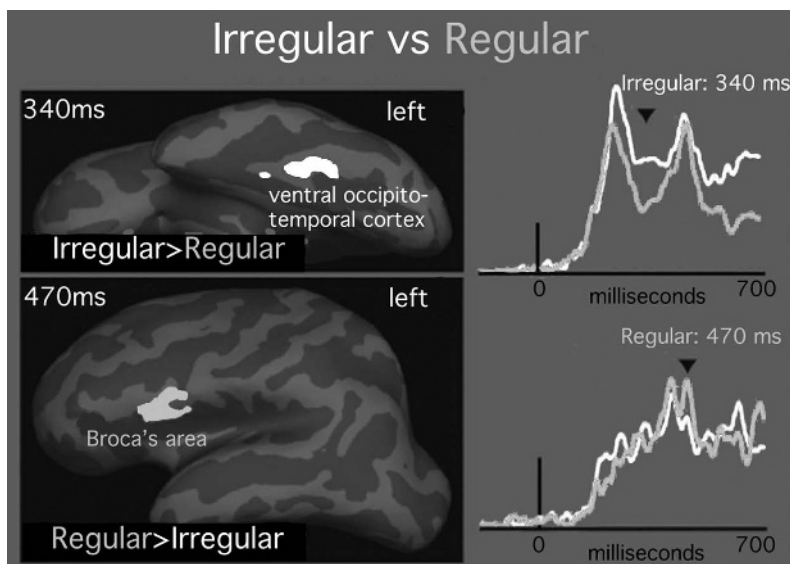 Irregular vs Regular
340ms
left
ventral occipito-
temporal cortex
Irregular>Regular
Irregular: 340 ms
0
milliseconds
700
470ms
left
Broca's area
Regular>Irregular
Regular: 470 ms
0
milliseconds
700